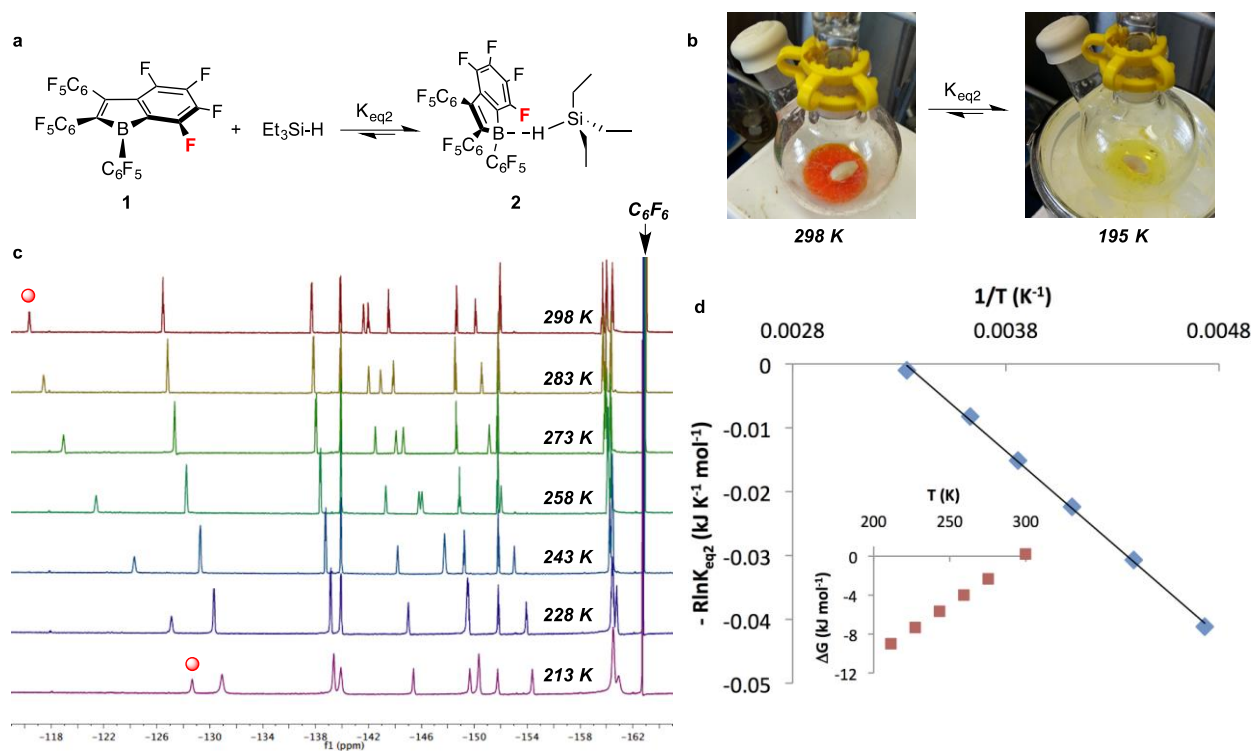 a
F₅C₆
F
F
F
F₅C₆
B
F
C₆F₅
1
+
Et₃Si-H
Keq2
F
F
F
F
F₅C₆
F₅C₆
B
H
Si
C₆F₅
2
b
Keq2
298 K
195 K
c
C₆F₆
298 K
283 K
273 K
258 K
243 K
228 K
213 K
−118 −122 −126 −130 −134 −138 −142 −146 −150 −154 −158 −162
f1 (ppm)
d
1/T (K⁻¹)
0.0028 0.0038 0.0048
0
-0.01
-0.02
-0.03
-0.04
-0.05
- RlnKeq2 (kJ K⁻¹ mol⁻¹)
T (K)
200 250 300
0
-4
-8
-12
ΔG (kJ mol⁻¹)